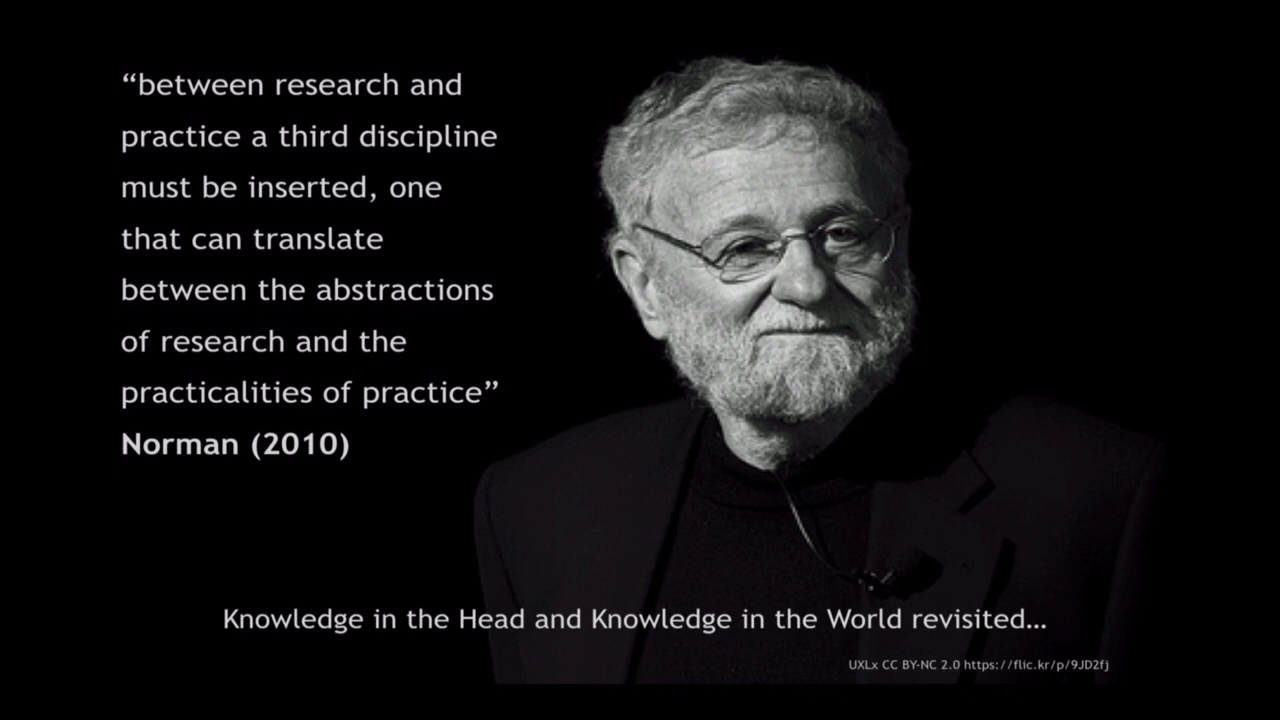 “between research and
practice a third discipline
must be inserted, one
that can translate
between the abstractions
of research and the
practicalities of practice”
Norman (2010)
Knowledge in the Head and Knowledge in the World revisited...
UXLx CC BY-NC 2.0 https://flic.kr/p/9JD2fj